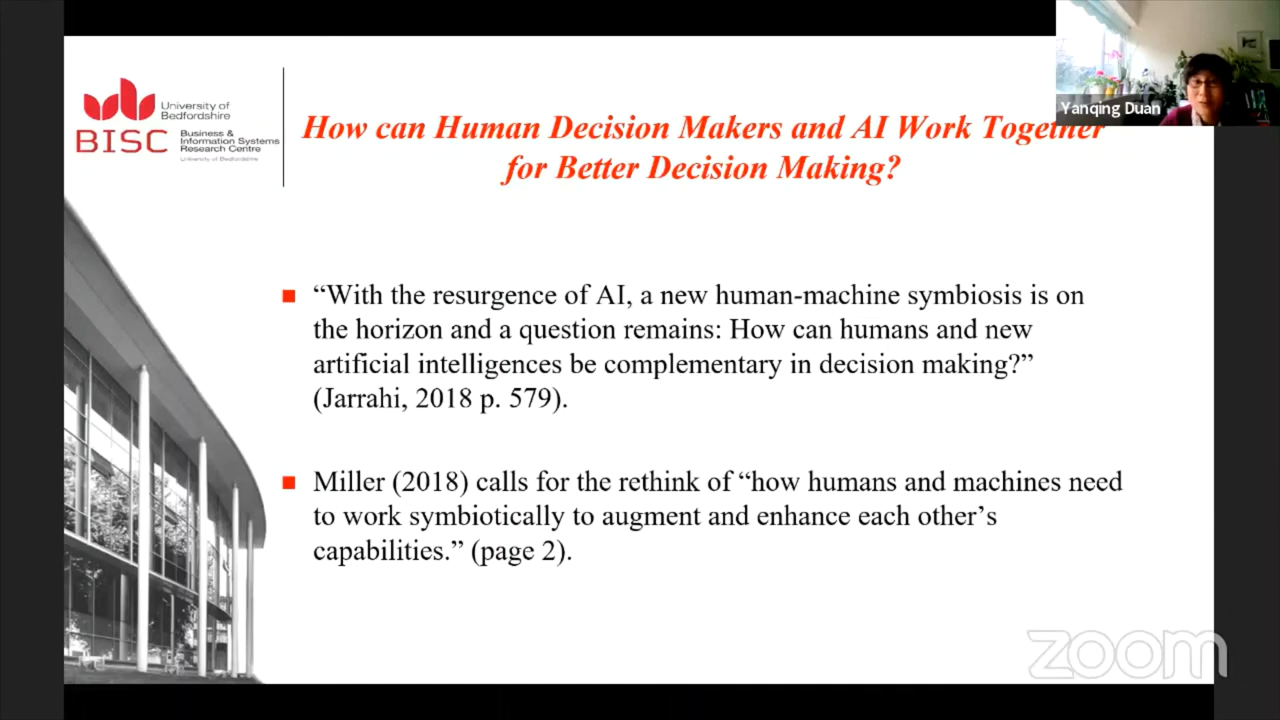 University of
Bedfordshire
BISC
Business &
Information Systems
Research Centre
University of Bedfordshire
Yanqing Duan
How can Human Decision Makers and AI Work Together
for Better Decision Making?
“With the resurgence of AI, a new human-machine symbiosis is on
the horizon and a question remains: How can humans and new
artificial intelligences be complementary in decision making?”
(Jarrahi, 2018 p. 579).
Miller (2018) calls for the rethink of “how humans and machines need
to work symbiotically to augment and enhance each other’s
capabilities.” (page 2).
zoom